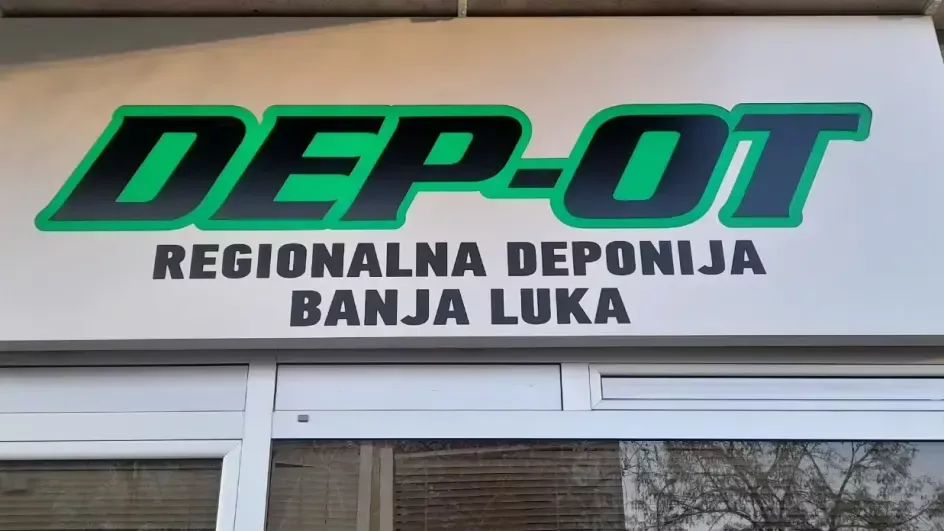 DEP-OT
REGIONALNA DEPONIJA
BANJA LUKA